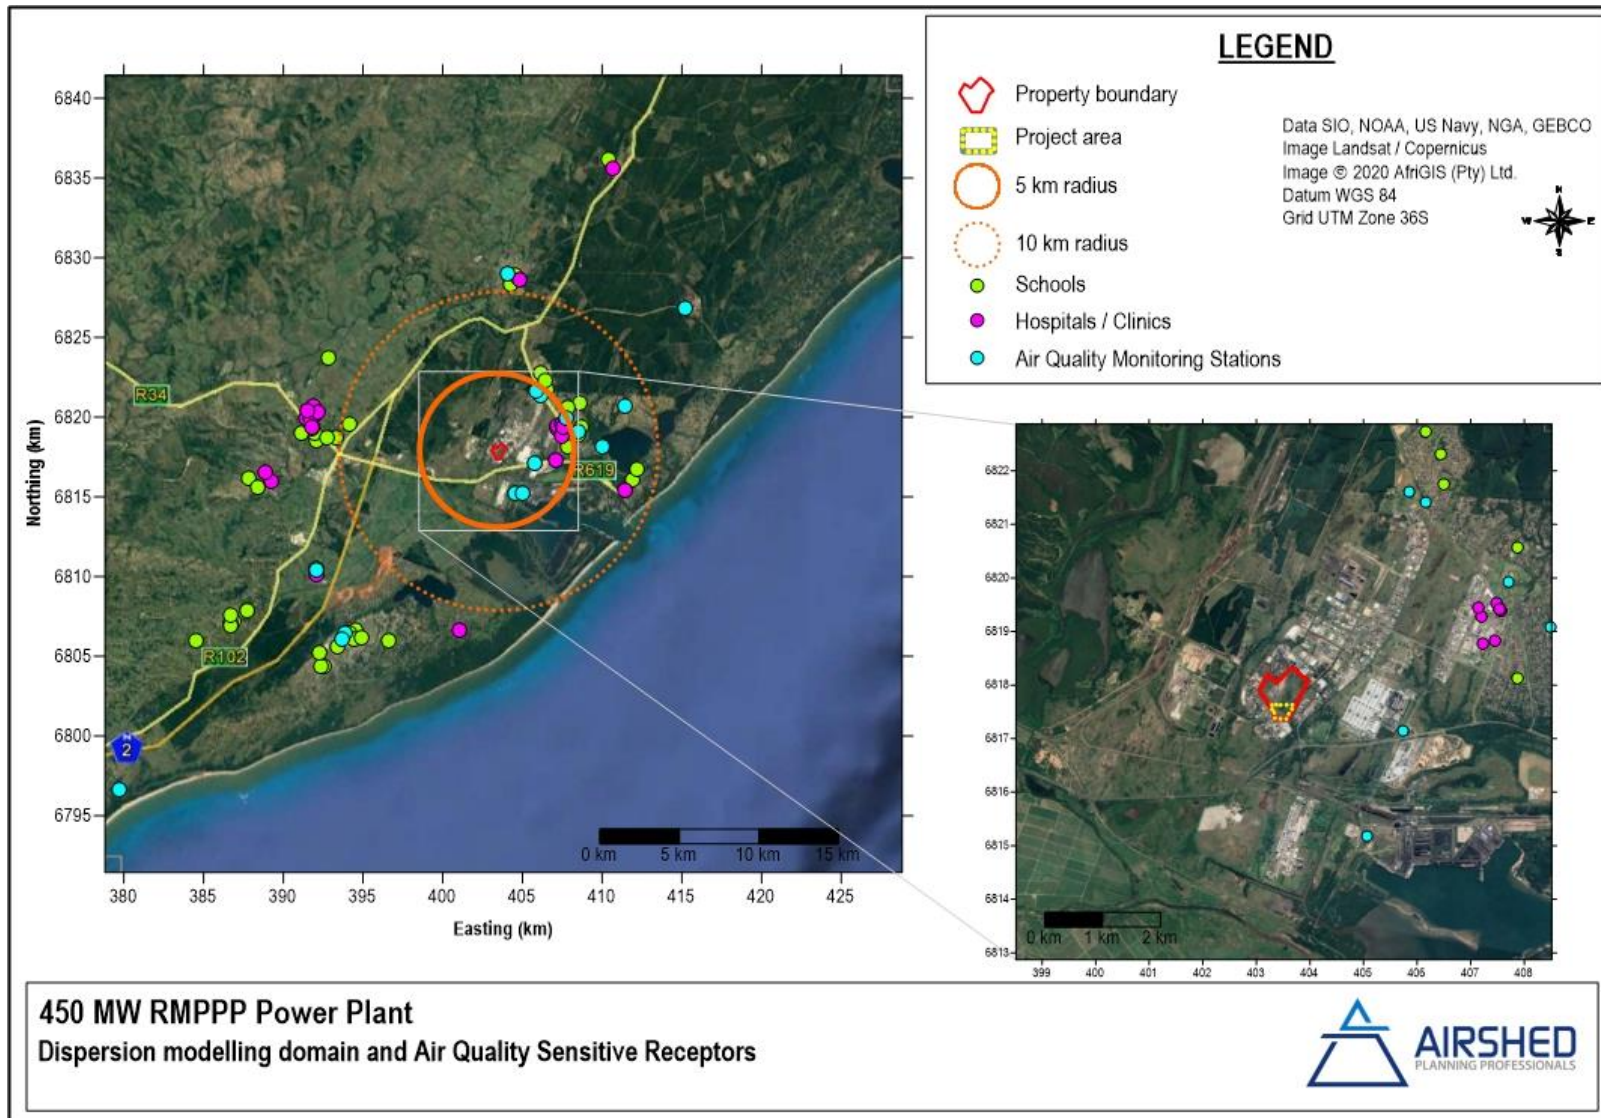 LEGEND
Property boundary
Project area
5 km radius
10 km radius
Schools
Hospitals / Clinics
Air Quality Monitoring Stations
Data SIO, NOAA, US Navy, NGA, GEBCO
Image Landsat / Copernicus
Image © 2020 AfriGIS (Pty) Ltd.
Datum WGS 84
Grid UTM Zone 36S
N
W E
S
Northing (km)
6840
6835
6830
6825
6820
6815
6810
6805
6800
6795
R34
R619
R102
2
0 km 5 km 10 km 15 km
380 385 390 395 400 405 410 415 420 425
Easting (km)
6822
6821
6820
6819
6818
6817
6816
6815
6814
6813
0 km 1 km 2 km
399 400 401 402 403 404 405 406 407 408
450 MW RMPPP Power Plant
Dispersion modelling domain and Air Quality Sensitive Receptors
AIRSHED
PLANNING PROFESSIONALS